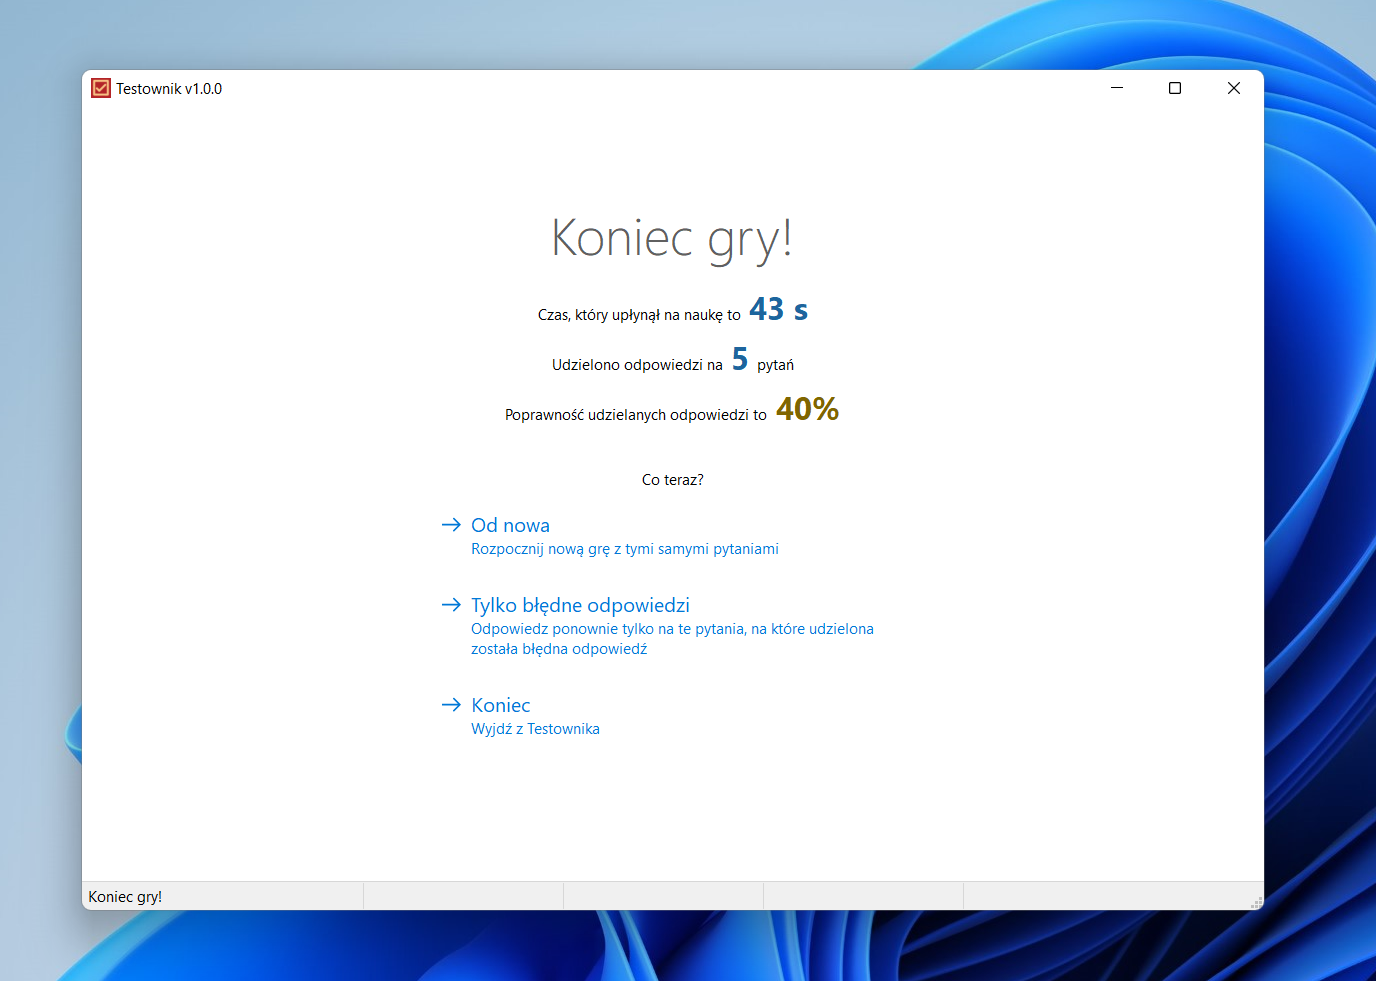 Testownik v1.0.0
Koniec gry!
Czas, który upłynął na naukę to 43 s
Udzielono odpowiedzi na 5 pytań
Poprawność udzielanych odpowiedzi to 40%
Co teraz?
Od nowa
Rozpocznij nową grę z tymi samymi pytaniami
Tylko błędne odpowiedzi
Odpowiedz ponownie tylko na te pytania, na które udzielona
została błędna odpowiedź
Koniec
Wyjdź z Testownika
Koniec gry!